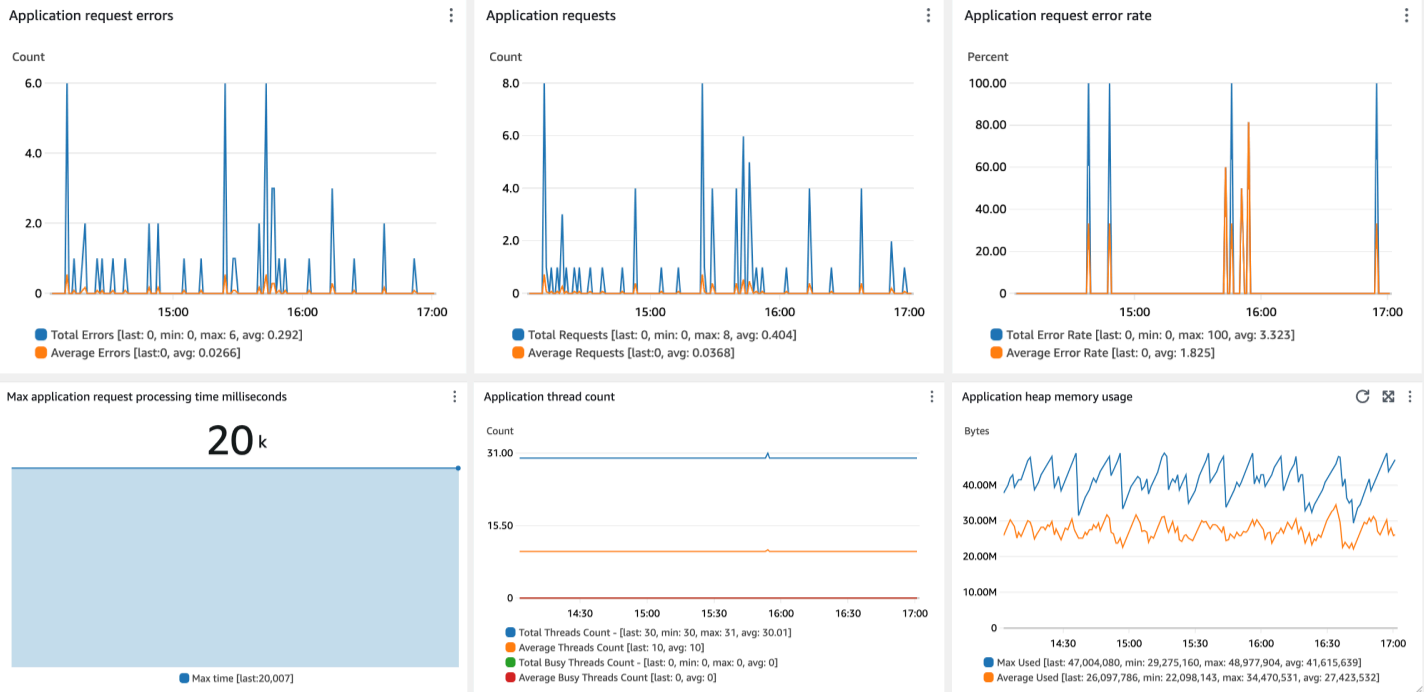 Application request errors
Count
6.0
4.0
2.0
0
15:00 16:00 17:00
Total Errors [last: 0, min: 0, max: 6, avg: 0.292]
Average Errors [last:0, avg: 0.0266]
Application requests
Count
8.0
6.0
4.0
2.0
0
15:00 16:00 17:00
Total Requests [last: 0, min: 0, max: 8, avg: 0.404]
Average Requests [last:0, avg: 0.0368]
Application request error rate
Percent
100.00
80.00
60.00
40.00
20.00
0
15:00 16:00 17:00
Total Error Rate [last: 0, min: 0, max: 100, avg: 3.323]
Average Error Rate [last: 0, avg: 1.825]
Max application request processing time milliseconds
20 k
Max time [last:20,007]
Application thread count
Count
31.00
15.50
0
14:30 15:00 15:30 16:00 16:30 17:00
Total Threads Count - [last: 30, min: 30, max: 31, avg: 30.01]
Average Threads Count [last: 10, avg: 10]
Total Busy Threads Count - [last: 0, min: 0, max: 0, avg: 0]
Average Busy Threads Count [last: 0, avg: 0]
Application heap memory usage
Bytes
40.00M
30.00M
20.00M
10.00M
0
14:30 15:00 15:30 16:00 16:30 17:00
Max Used [last: 47,004,080, min: 29,275,160, max: 48,977,904, avg: 41,615,639]
Average Used [last: 26,097,786, min: 22,098,143, max: 34,470,531, avg: 27,423,532]